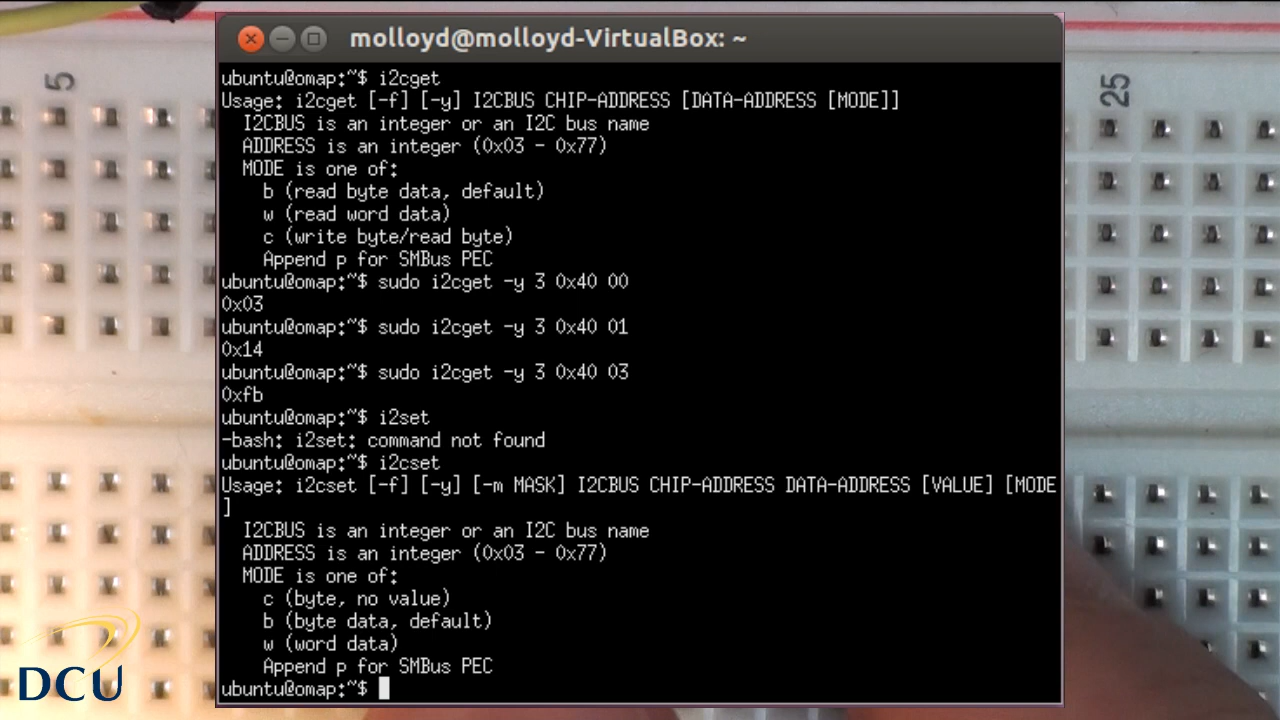 5
25
molloyd@molloyd-VirtualBox: ~
ubuntu@omap:~$ i2cget
Usage: i2cget [-f] [-y] I2CBUS CHIP-ADDRESS [DATA-ADDRESS [MODE]]
  I2CBUS is an integer or an I2C bus name
  ADDRESS is an integer (0x03 - 0x77)
  MODE is one of:
    b (read byte data, default)
    w (read word data)
    c (write byte/read byte)
    Append p for SMBus PEC
ubuntu@omap:~$ sudo i2cget -y 3 0x40 00
0x03
ubuntu@omap:~$ sudo i2cget -y 3 0x40 01
0x14
ubuntu@omap:~$ sudo i2cget -y 3 0x40 03
0xfb
ubuntu@omap:~$ i2set
-bash: i2set: command not found
ubuntu@omap:~$ i2cset
Usage: i2cset [-f] [-y] [-m MASK] I2CBUS CHIP-ADDRESS DATA-ADDRESS [VALUE] [MODE
]
  I2CBUS is an integer or an I2C bus name
  ADDRESS is an integer (0x03 - 0x77)
  MODE is one of:
    c (byte, no value)
    b (byte data, default)
    w (word data)
    Append p for SMBus PEC
ubuntu@omap:~$
DCU